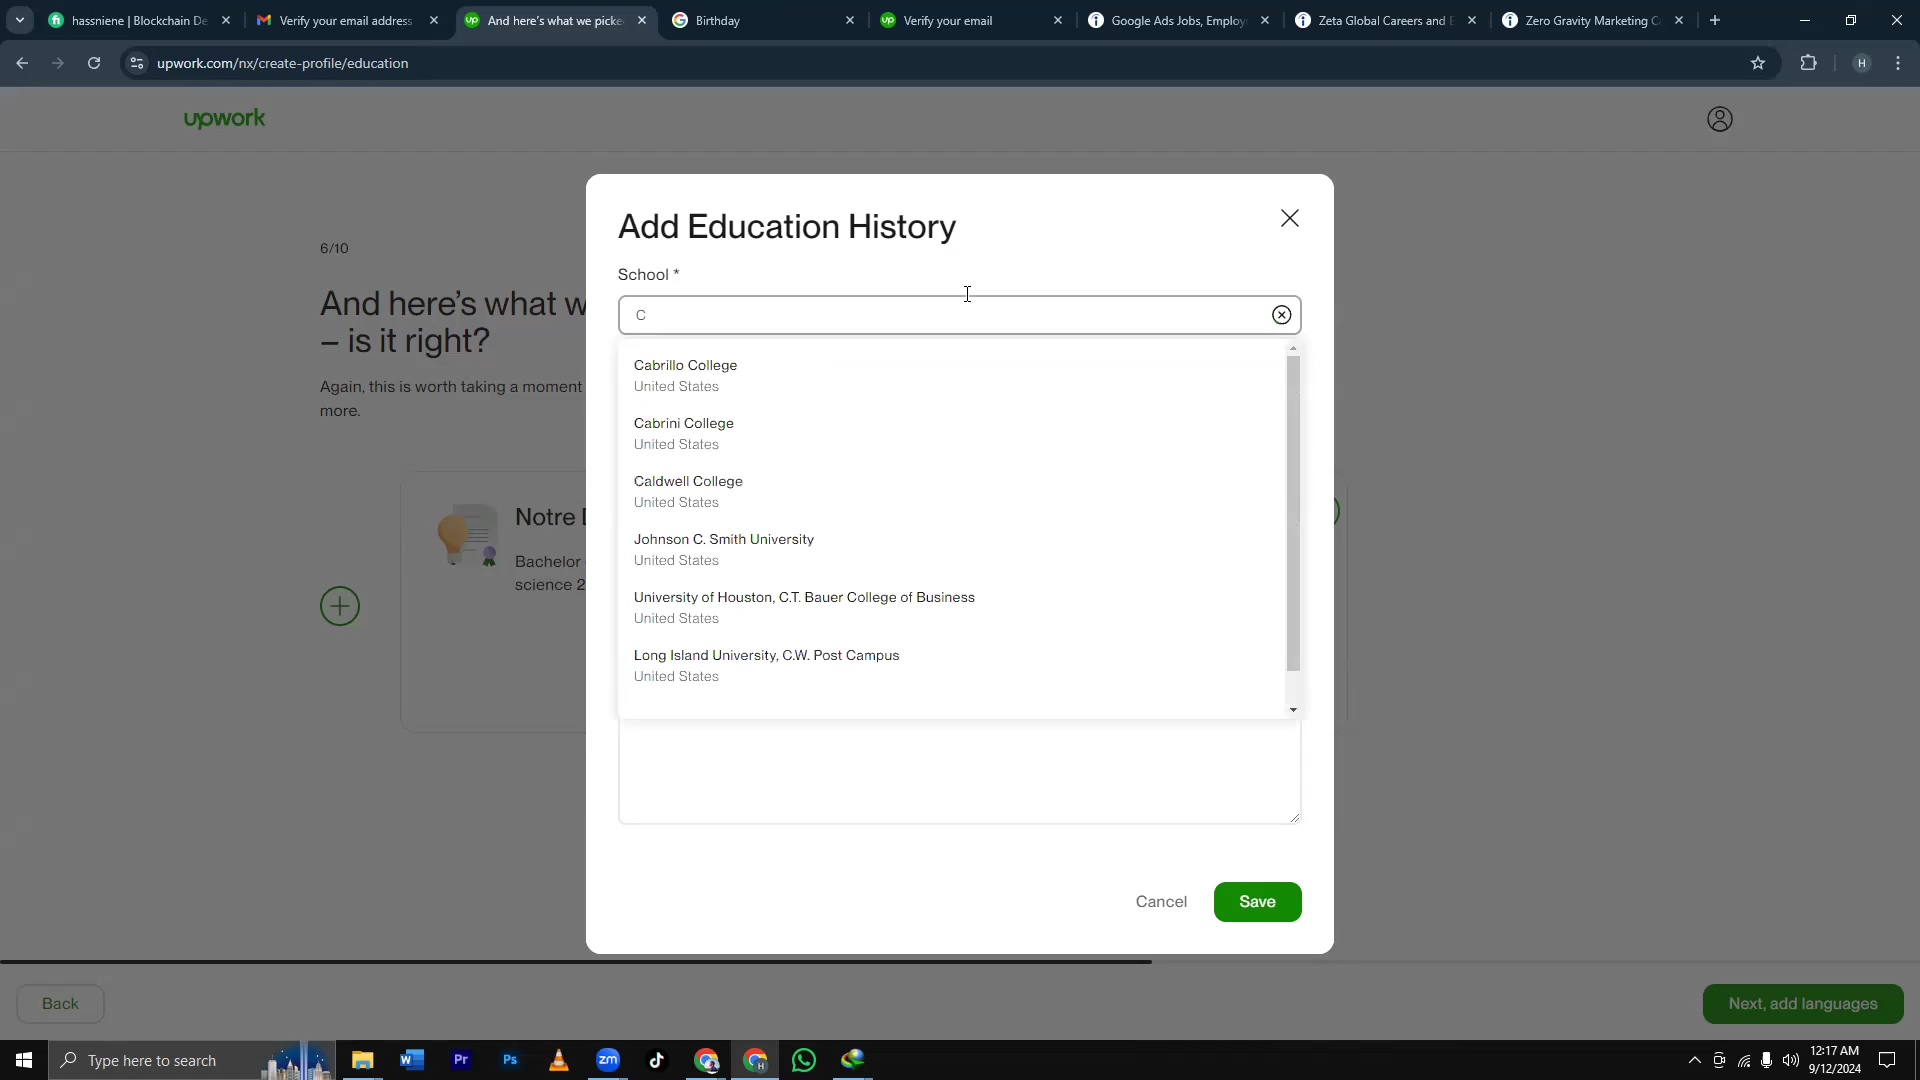 hassniene | Blockchain De
Verify your email address
And here's what we picke
Birthday
Verify your email
Google Ads Jobs, Employ
Zeta Global Careers and E
Zero Gravity Marketing C
upwork.com/nx/create-profile/education
H
upwork
6/10
And here's what w
– is it right?
Again, this is worth taking a moment
more.
Notre
Bachelor
science 2
Add Education History
School *
C
Cabrillo College
United States
Cabrini College
United States
Caldwell College
United States
Johnson C. Smith University
United States
University of Houston, C.T. Bauer College of Business
United States
Long Island University, C.W. Post Campus
United States
Cancel
Save
Back
Next, add languages
Type here to search
12:17 AM
9/12/2024